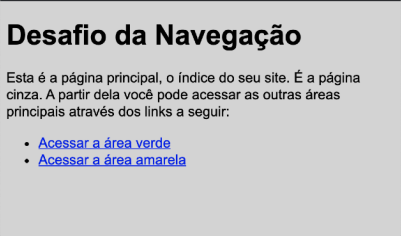 Desafio da Navegação
Esta é a página principal, o índice do seu site. É a página
cinza. A partir dela você pode acessar as outras áreas
principais através dos links a seguir:
• Acessar a área verde
• Acessar a área amarela